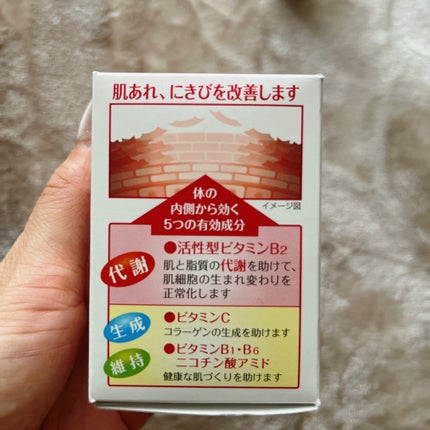 肌あれ、にきびを改善します
イメージ図
体の
内側から効く
5つの有効成分
代謝
●活性型ビタミンB2
肌と脂質の代謝を助けて、
肌細胞の生まれ変わりを
正常化します
生成
●ビタミンC
コラーゲンの生成を助けます
維持
●ビタミンB1・B6
ニコチン酸アミド
健康な肌づくりを助けます